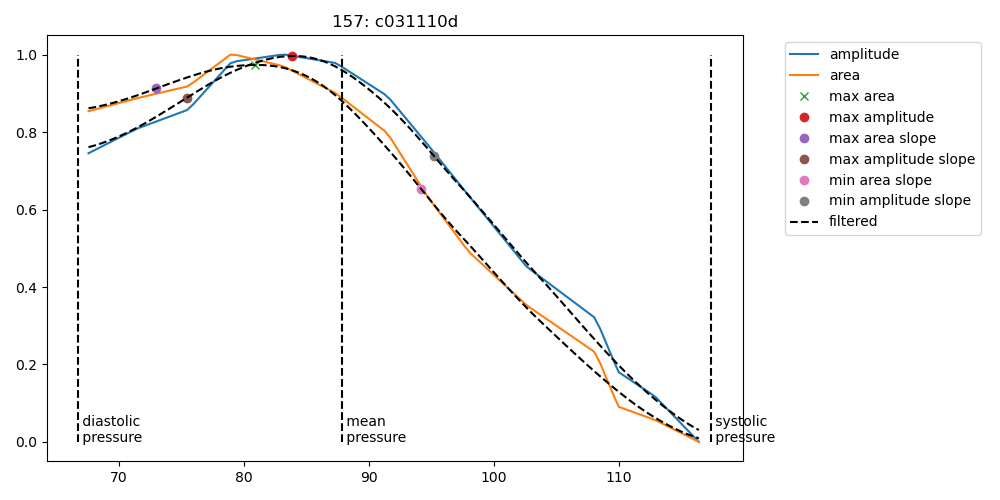 157: c031110d
1.0
0.8
0.6
0.4
0.2
0.0
diastolic
pressure
mean
pressure
systolic
pressure
70
80
90
100
110
amplitude
area
max area
max amplitude
max area slope
max amplitude slope
min area slope
min amplitude slope
filtered